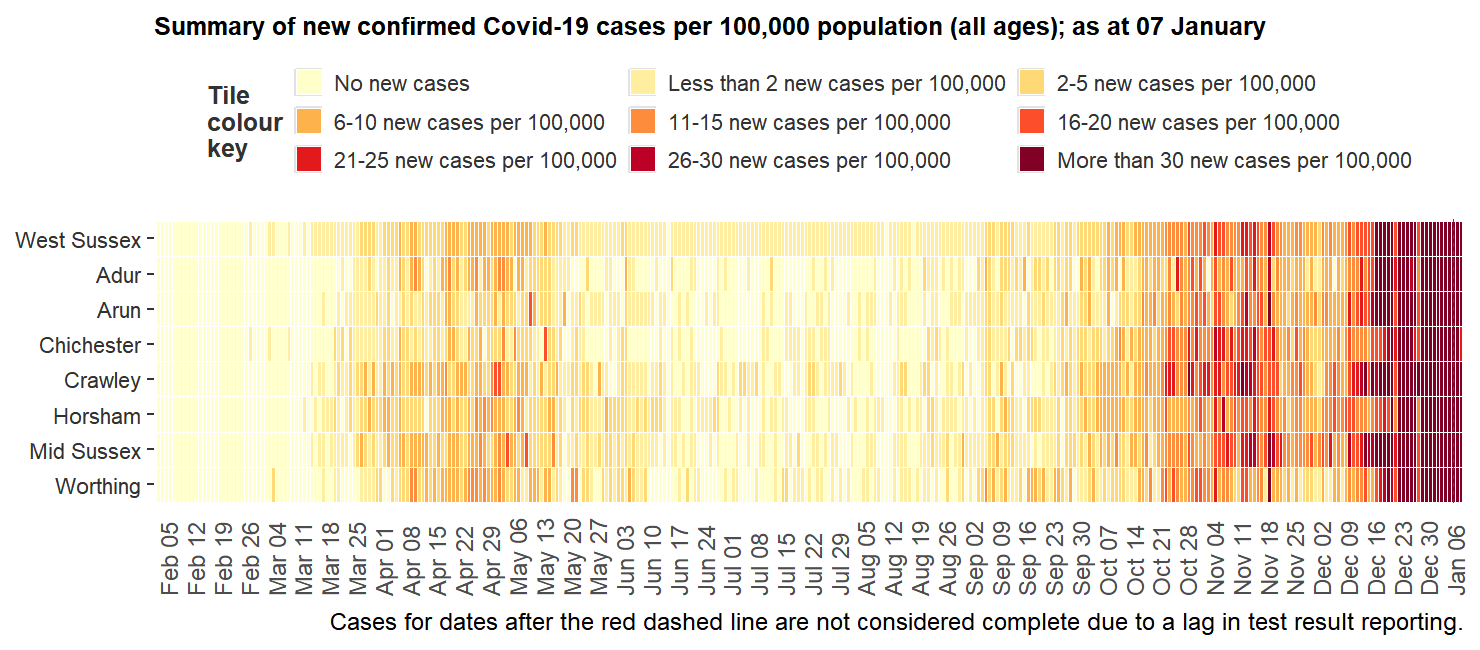 Summary of new confirmed Covid-19 cases per 100,000 population (all ages); as at 07 January
Tile
colour
key
No new cases
Less than 2 new cases per 100,000
2-5 new cases per 100,000
6-10 new cases per 100,000
11-15 new cases per 100,000
16-20 new cases per 100,000
21-25 new cases per 100,000
26-30 new cases per 100,000
More than 30 new cases per 100,000
West Sussex
Adur
Arun
Chichester
Crawley
Horsham
Mid Sussex
Worthing
Feb 05
Feb 12
Feb 19
Feb 26
Mar 04
Mar 11
Mar 18
Mar 25
Apr 01
Apr 08
Apr 15
Apr 22
Apr 29
May 06
May 13
May 20
May 27
Jun 03
Jun 10
Jun 17
Jun 24
Jul 01
Jul 08
Jul 15
Jul 22
Jul 29
Aug 05
Aug 12
Aug 19
Aug 26
Sep 02
Sep 09
Sep 16
Sep 23
Sep 30
Oct 07
Oct 14
Oct 21
Oct 28
Nov 04
Nov 11
Nov 18
Nov 25
Dec 02
Dec 09
Dec 16
Dec 23
Dec 30
Jan 06
Cases for dates after the red dashed line are not considered complete due to a lag in test result reporting.